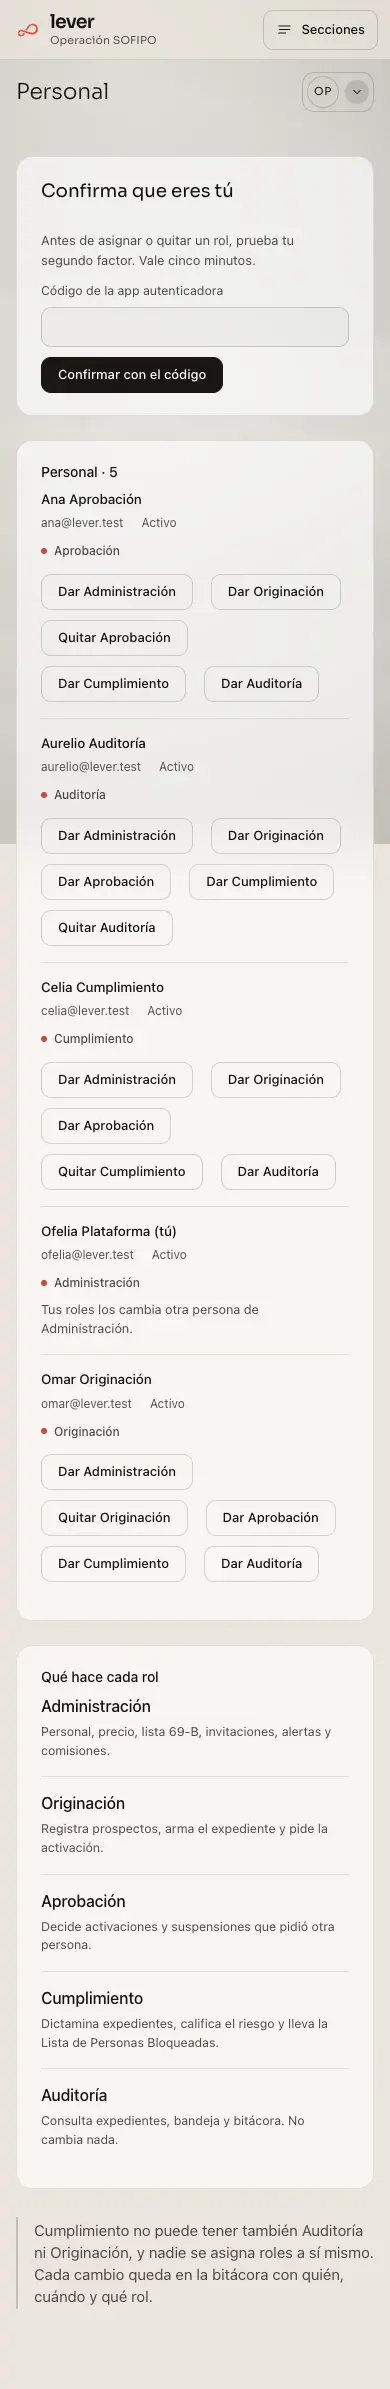 lever
Operación SOFIPO
Secciones
Personal
OP
Confirma que eres tú
Antes de asignar o quitar un rol, prueba tu
segundo factor. Vale cinco minutos.
Código de la app autenticadora
Confirmar con el código
Personal · 5
Ana Aprobación
ana@lever.test Activo
Aprobación
Dar Administración Dar Originación
Quitar Aprobación
Dar Cumplimiento Dar Auditoría
Aurelio Auditoría
aurelio@lever.test Activo
Auditoría
Dar Administración Dar Originación
Dar Aprobación Dar Cumplimiento
Quitar Auditoría
Celia Cumplimiento
celia@lever.test Activo
Cumplimiento
Dar Administración Dar Originación
Dar Aprobación
Quitar Cumplimiento Dar Auditoría
Ofelia Plataforma (tú)
ofelia@lever.test Activo
Administración
Tus roles los cambia otra persona de
Administración.
Omar Originación
omar@lever.test Activo
Originación
Dar Administración
Quitar Originación Dar Aprobación
Dar Cumplimiento Dar Auditoría
Qué hace cada rol
Administración
Personal, precio, lista 69-B, invitaciones, alertas y
comisiones.
Originación
Registra prospectos, arma el expediente y pide la
activación.
Aprobación
Decide activaciones y suspensiones que pidió otra
persona.
Cumplimiento
Dictamina expedientes, califica el riesgo y lleva la
Lista de Personas Bloqueadas.
Auditoría
Consulta expedientes, bandeja y bitácora. No
cambia nada.
Cumplimiento no puede tener también Auditoría
ni Originación, y nadie se asigna roles a sí mismo.
Cada cambio queda en la bitácora con quién,
cuándo y qué rol.